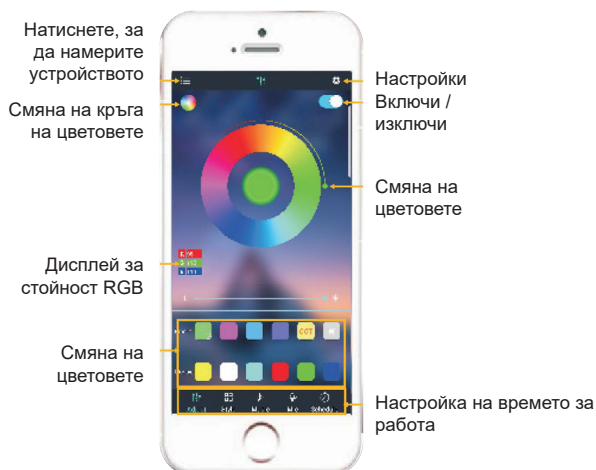 Натиснете, за
да намерите
устройството
Смяна на кръга
на цветовете
Дисплей за
стойност RGB
Смяна на
цветовете
Настройки
Включи /
изключи
Смяна на
цветовете
Настройка на времето за
работа
CCT